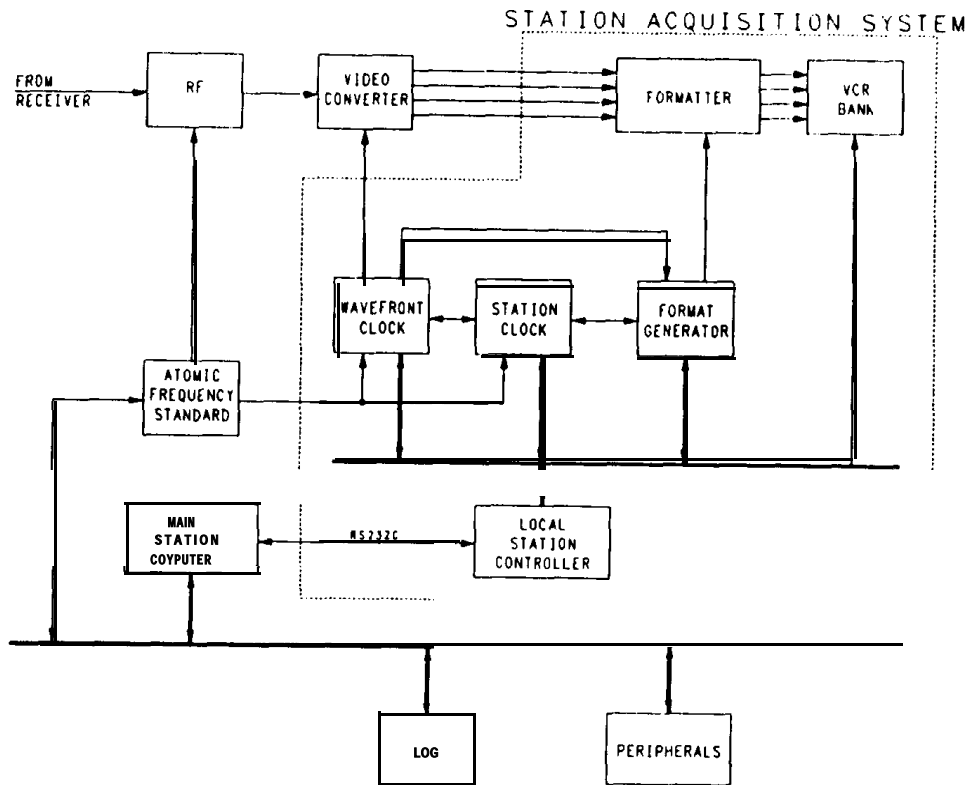 STATION ACQUISITION SYSTEM
FROM
RECEIVER
RF
VIDEO
CONVERTER
FORMATTER
VCR
BANK
WAVEFRONT
CLOCK
STATION
CLOCK
FORMAT
GENERATOR
ATOMIC
FREQUENCY
STANDARD
MAIN
STATION
COYPUTER
RS232C
LOCAL
STATION
CONTROLLER
LOG
PERIPHERALS